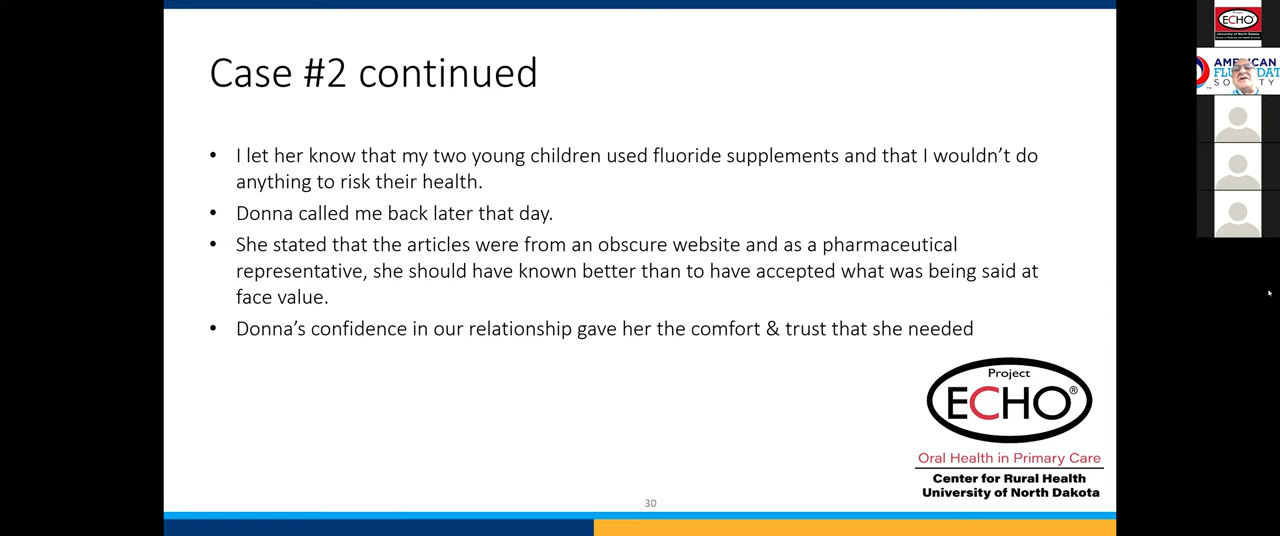 Case #2 continued
• I let her know that my two young children used fluoride supplements and that I wouldn’t do
anything to risk their health.
• Donna called me back later that day.
• She stated that the articles were from an obscure website and as a pharmaceutical
representative, she should have known better than to have accepted what was being said at
face value.
• Donna’s confidence in our relationship gave her the comfort & trust that she needed
Project
ECHO®
Oral Health in Primary Care
Center for Rural Health
University of North Dakota
30
Project
ECHO
University of North Dakota
AMERICAN